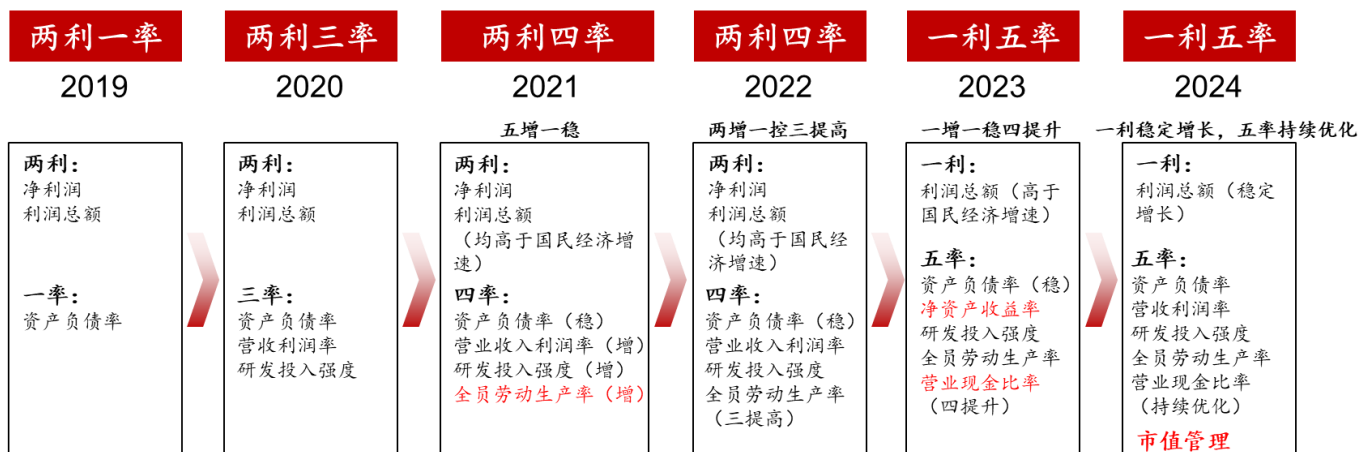 两利一率
2019
两利：
净利润
利润总额
一率：
资产负债率
两利三率
2020
两利：
净利润
利润总额
三率：
资产负债率
营收利润率
研发投入强度
两利四率
2021
五增一稳
两利：
净利润
利润总额
（均高于国民经济增
速）
四率：
资产负债率（稳）
营业收入利润率（增）
研发投入强度（增）
全员劳动生产率（增）
两利四率
2022
两增一控三提高
两利：
净利润
利润总额
（均高于国民经
济增速）
四率：
资产负债率（稳）
营业收入利润率
研发投入强度
全员劳动生产率
（三提高）
一利五率
2023
一增一稳四提升
一利：
利润总额（高于
国民经济增速）
五率：
资产负债率（稳）
净资产收益率
研发投入强度
全员劳动生产率
营业现金比率
（四提升）
一利五率
2024
一利稳定增长，五率持续优化
一利：
利润总额（稳定
增长）
五率：
资产负债率
营收利润率
研发投入强度
全员劳动生产率
营业现金比率
（持续优化）
市值管理